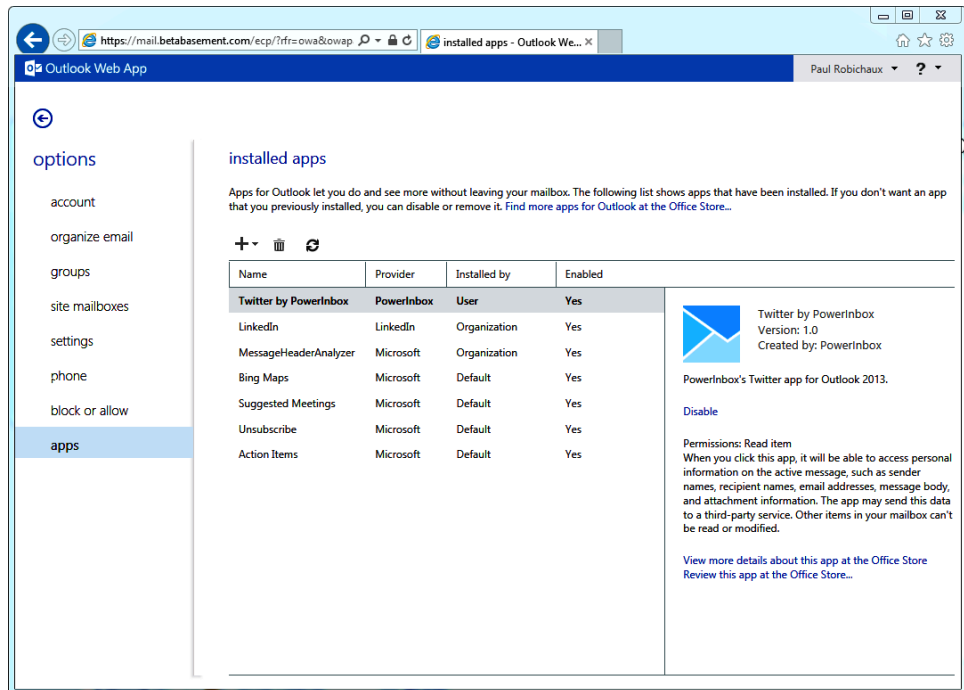 https://mail.betabasement.com/ecp/?rfr=owa&owap
installed apps - Outlook We...
Outlook Web App
Paul Robichaux
?
options
account
organize email
groups
site mailboxes
settings
phone
block or allow
apps
installed apps
Apps for Outlook let you do and see more without leaving your mailbox. The following list shows apps that have been installed. If you don't want an app
that you previously installed, you can disable or remove it. Find more apps for Outlook at the Office Store...
Name Provider Installed by Enabled
Twitter by PowerInbox PowerInbox User Yes
LinkedIn LinkedIn Organization Yes
MessageHeaderAnalyzer Microsoft Organization Yes
Bing Maps Microsoft Default Yes
Suggested Meetings Microsoft Default Yes
Unsubscribe Microsoft Default Yes
Action Items Microsoft Default Yes
Twitter by PowerInbox
Version: 1.0
Created by: PowerInbox
PowerInbox's Twitter app for Outlook 2013.
Disable
Permissions: Read item
When you click this app, it will be able to access personal
information on the active message, such as sender
names, recipient names, email addresses, message body,
and attachment information. The app may send this data
to a third-party service. Other items in your mailbox can't
be read or modified.
View more details about this app at the Office Store
Review this app at the Office Store...